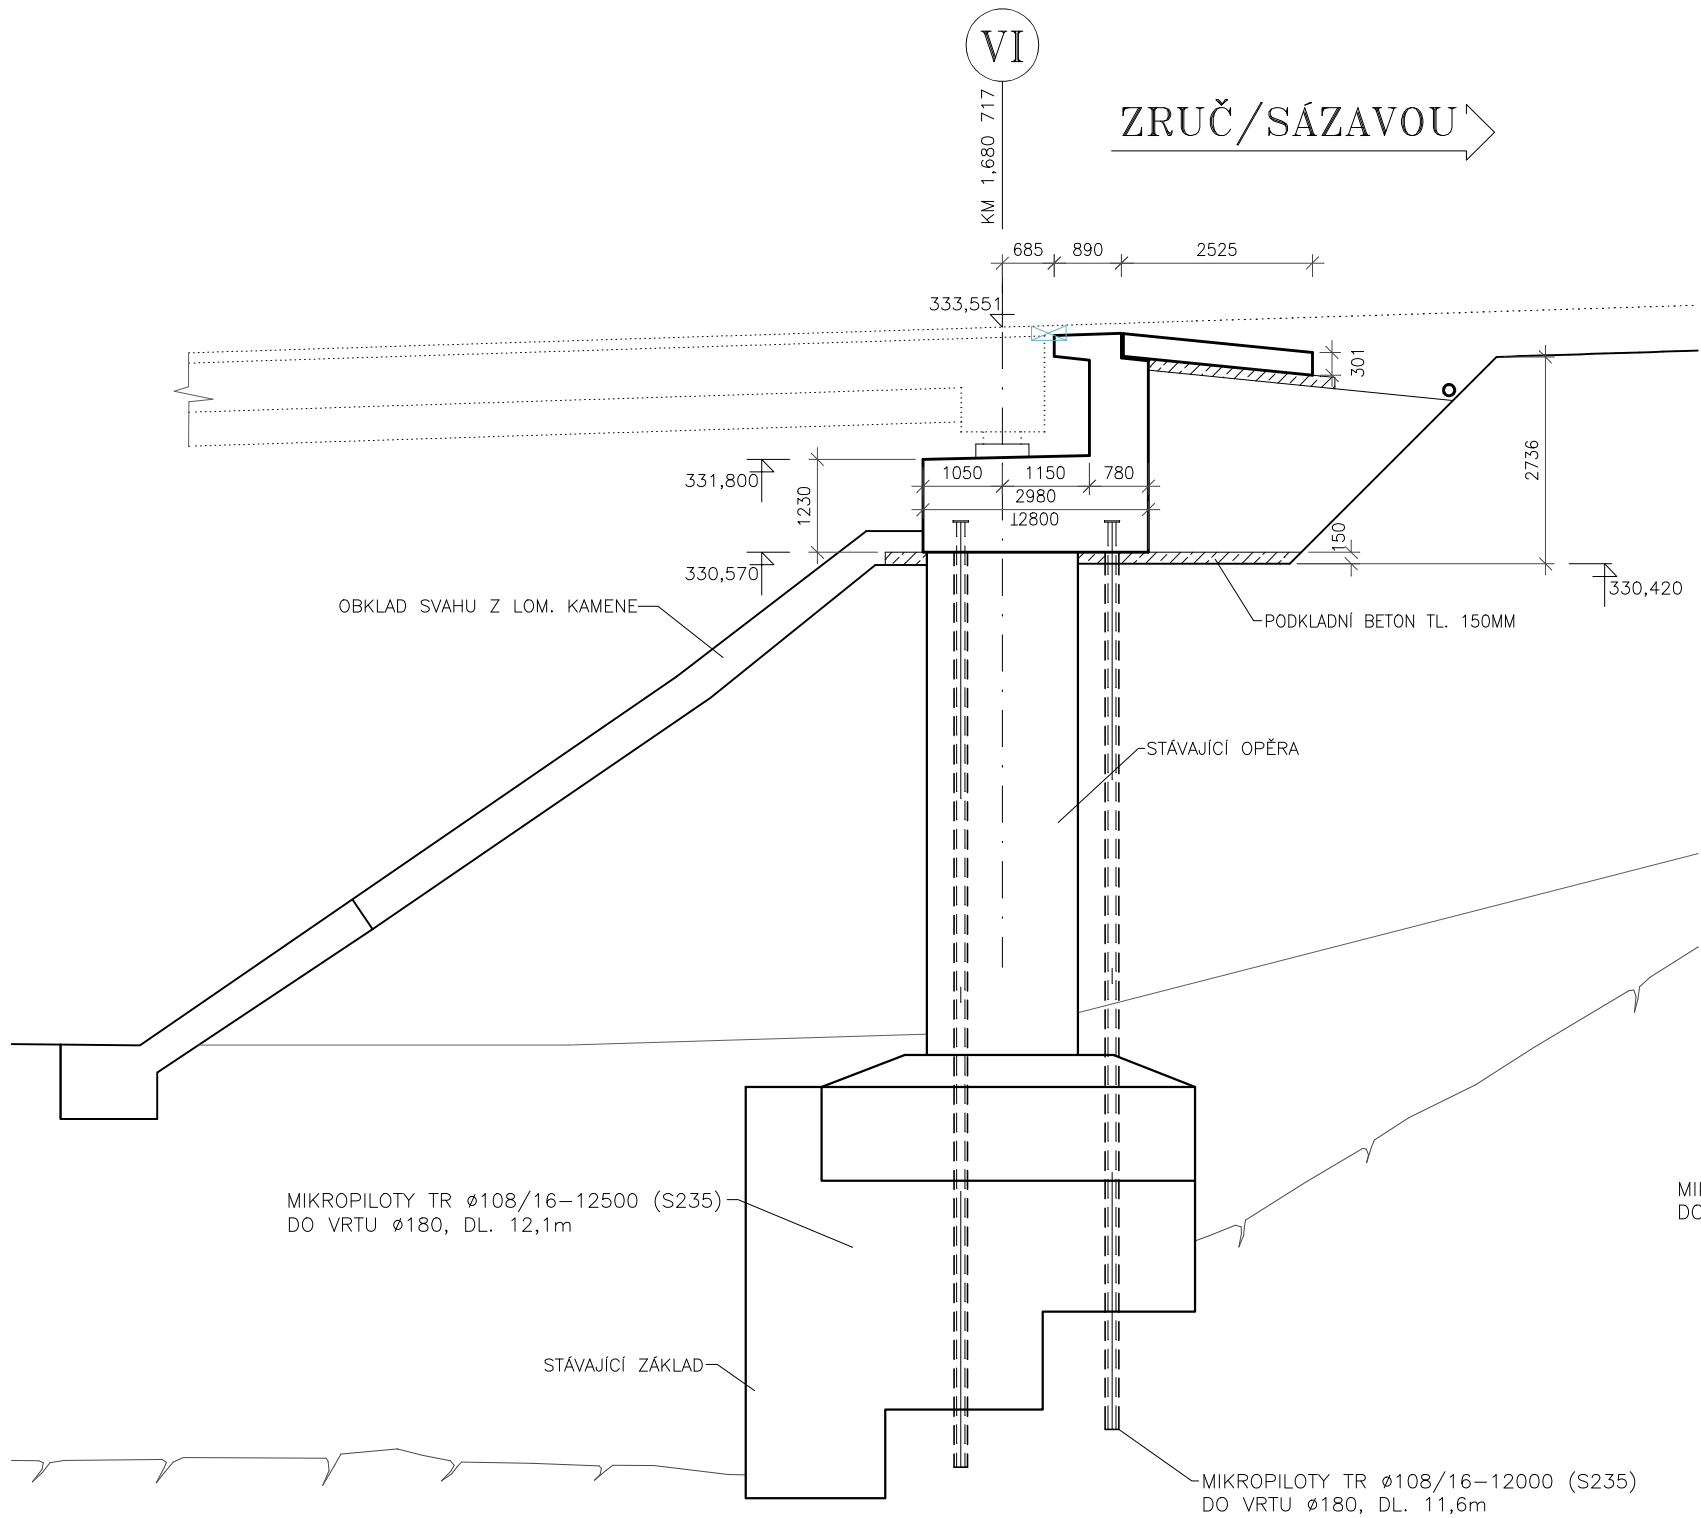 VI
KM 1,680 717
ZRUČ/SÁZAVOU
685
890
2525
333,551
301
1050
1150
780
2980
12800
331,800
1230
2736
150
330,570
330,420
OBKLAD SVAHU Z LOM. KAMENE
PODKLADNÍ BETON TL. 150MM
STÁVAJÍCÍ OPĚRA
MIKROPILOTY TR ø108/16-12500 (S235)
DO VRTU ø180, DL. 12,1m
STÁVAJÍCÍ ZÁKLAD
MIKROPILOTY TR ø108/16-12000 (S235)
DO VRTU ø180, DL. 11,6m